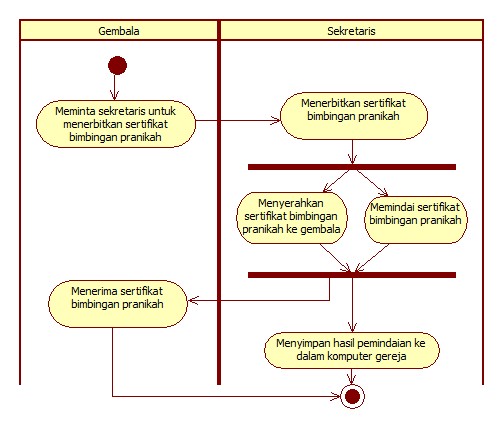 Gembala
Sekretaris
Meminta sekretaris untuk
menerbitkan sertifikat
bimbingan pranikah
Menerbitkan sertifikat
bimbingan pranikah
Menyerahkan
sertifikat bimbingan
pranikah ke gembala
Memindai sertifikat
bimbingan pranikah
Menerima sertifikat
bimbingan pranikah
Menyimpan hasil pemindaian ke
dalam komputer gereja